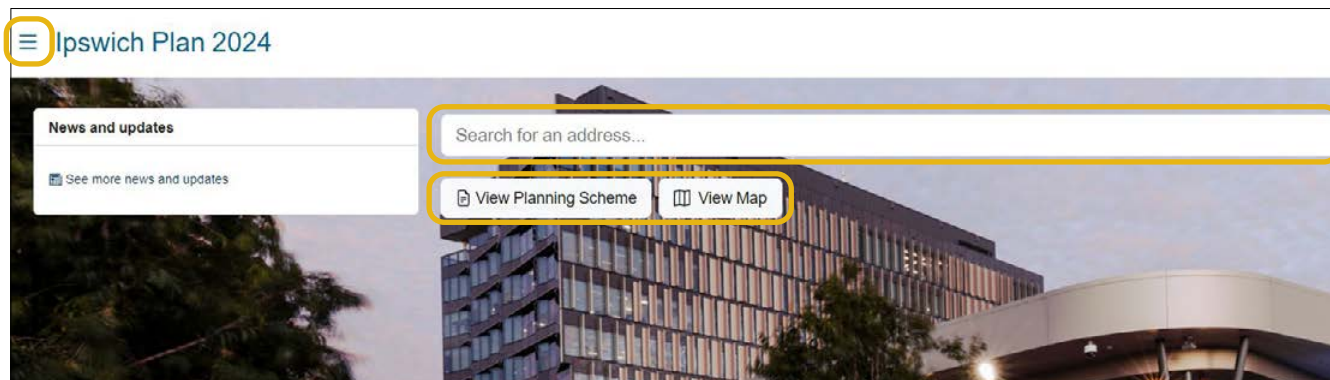 Ipswich Plan 2024
News and updates
See more news and updates
Search for an address...
View Planning Scheme
View Map